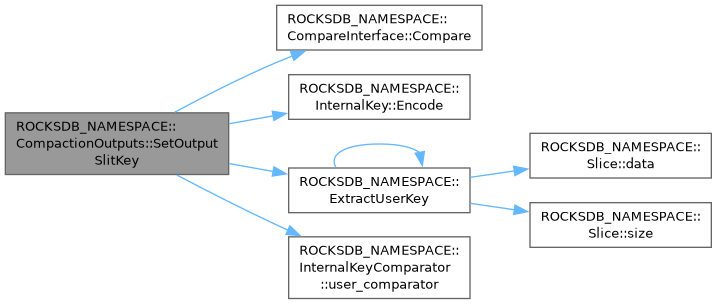 ROCKSDB_NAMESPACE::
CompactionOutputs::SetOutput
SlitKey
ROCKSDB_NAMESPACE::
CompareInterface::Compare
ROCKSDB_NAMESPACE::
InternalKey::Encode
ROCKSDB_NAMESPACE::
ExtractUserKey
ROCKSDB_NAMESPACE::
InternalKeyComparator
::user_comparator
ROCKSDB_NAMESPACE::
Slice::data
ROCKSDB_NAMESPACE::
Slice::size